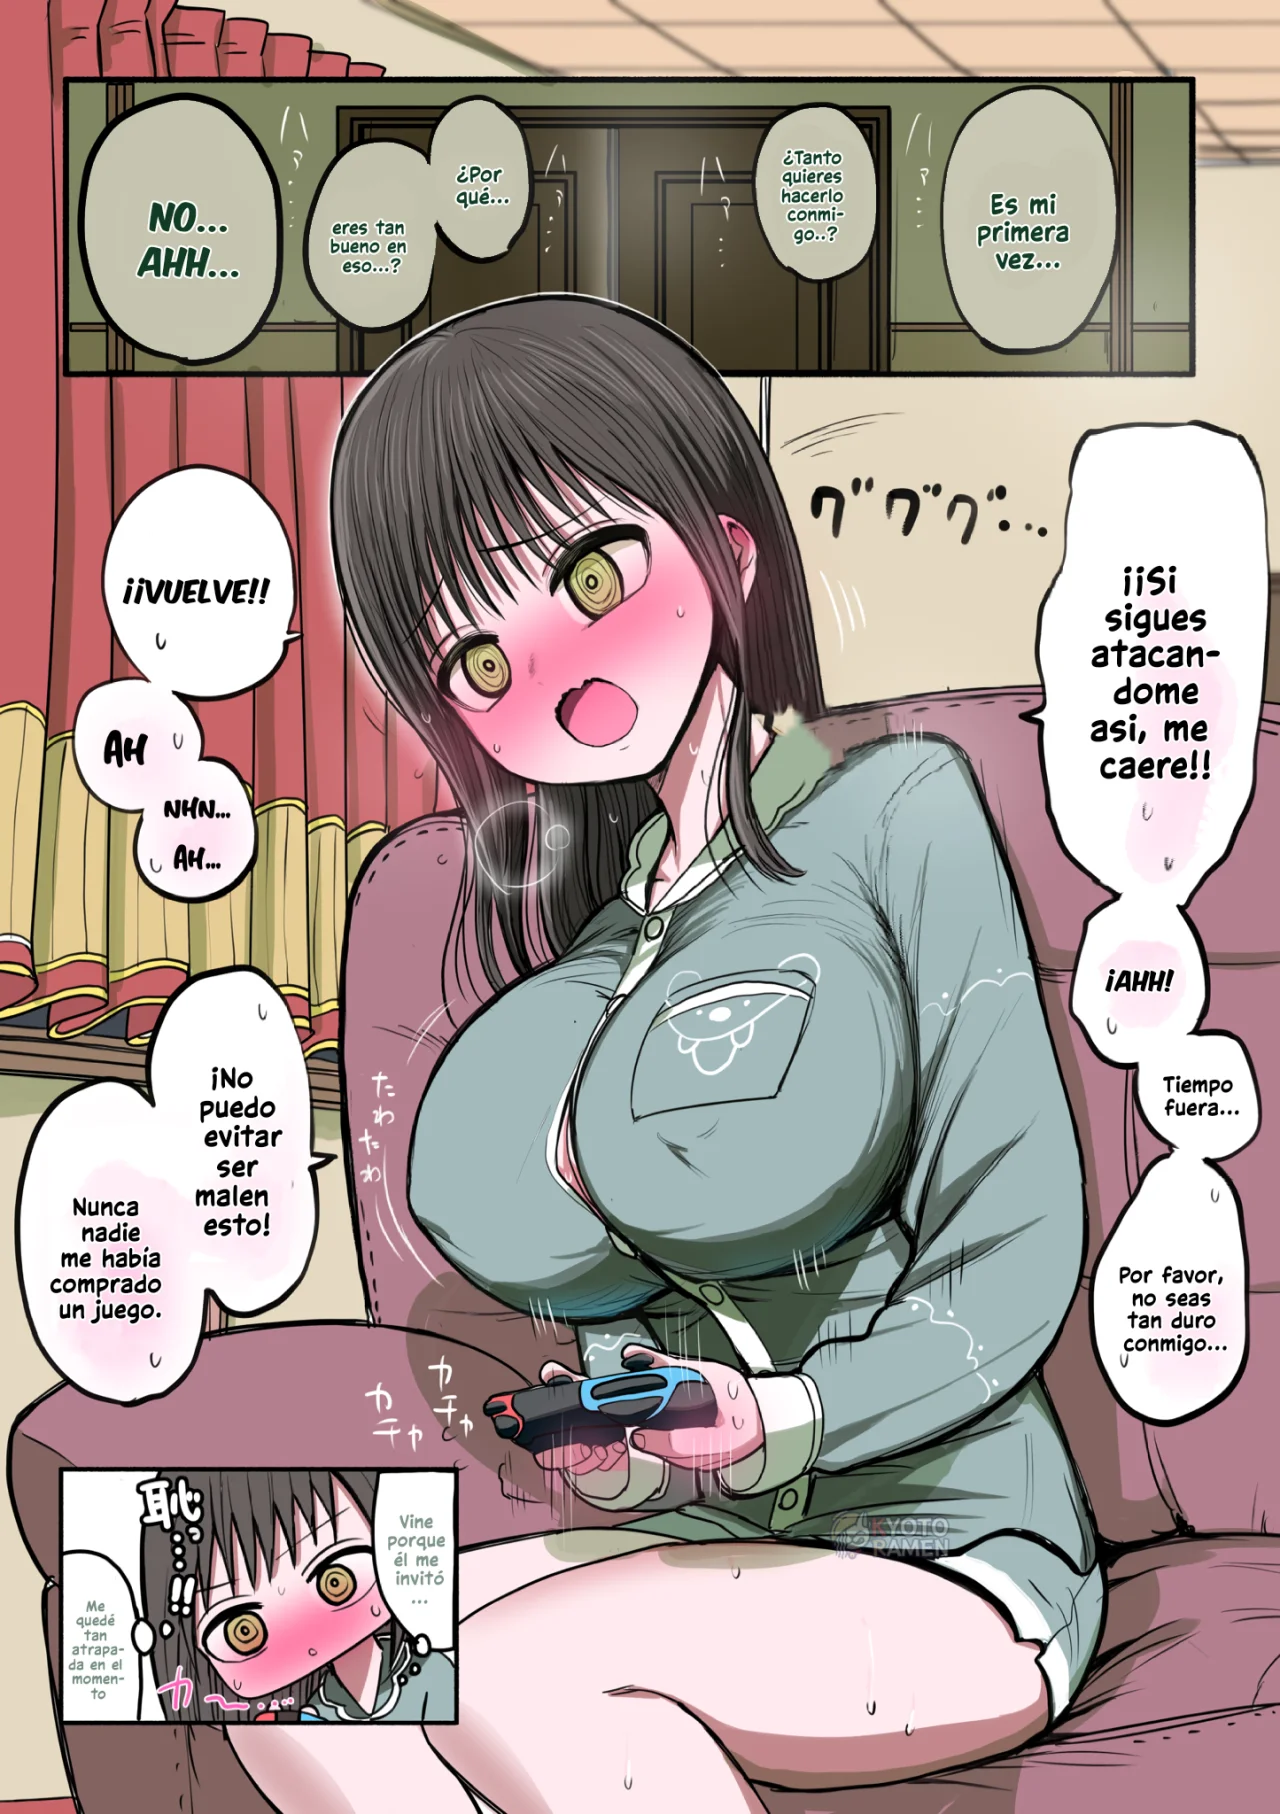 Es mi
primera
vez...
¿Tanto
quieres
hacerlo
conmi-
go..?
¿Por
qué...
eres tan
bueno en
eso...?
NO...
AHH...
グググ...
¡¡Si
sigues
atacan-
dome
asi, me
caere!!
¡AHH!
Tiempo
fuera...
Por favor,
no seas
tan duro
conmigo...
¡¡VUELVE!!
AH
NHN...
AH...
¡No
puedo
evitar
ser
malen
esto!
Nunca
nadie
me había
comprado
un juego.
たわ
たわ
カチャ
カチャ
KYOTO
RAMEN
Vine
porque
él me
invitó
...
恥っ...!!
Me
quedé
tan
atrapa-
da en el
momen-
to
カ〜....